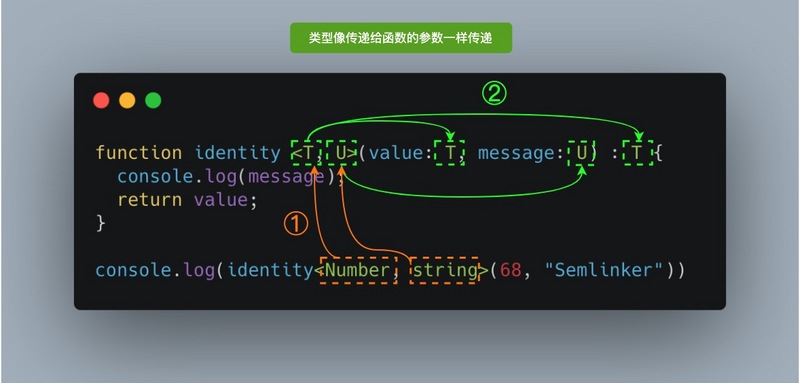 类型像传递给函数的参数一样传递
②
function identity <T, U>(value: T, message: U) : T {
  console.log(message);
  return value;
}
①
console.log(identity<Number, string>(68, "Semlinker"))